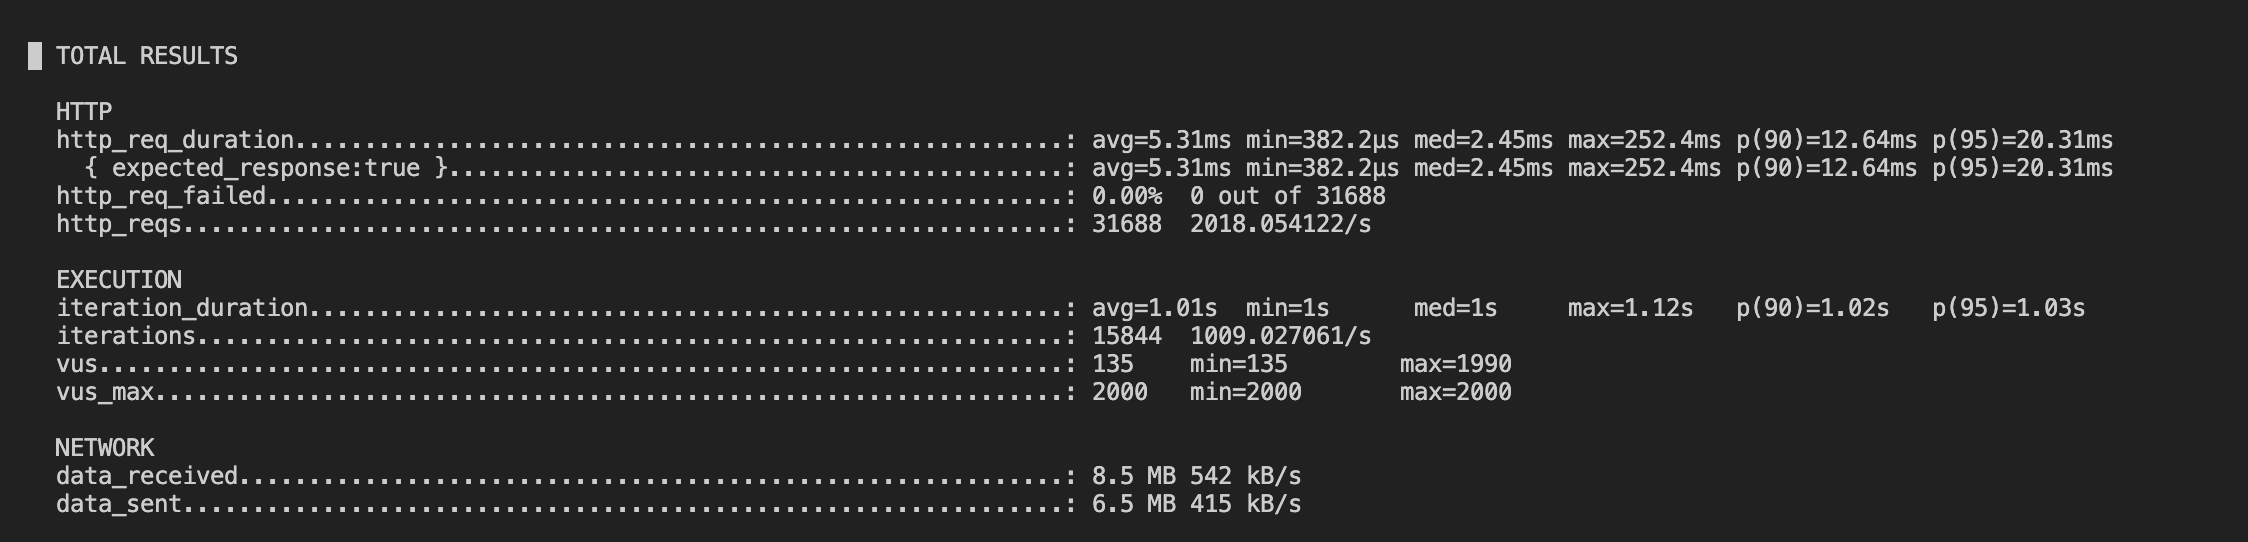 TOTAL RESULTS
HTTP
http_req_duration.......................................................: avg=5.31ms min=382.2µs med=2.45ms max=252.4ms p(90)=12.64ms p(95)=20.31ms
{ expected_response:true }............................................: avg=5.31ms min=382.2µs med=2.45ms max=252.4ms p(90)=12.64ms p(95)=20.31ms
http_req_failed.........................................................: 0.00% 0 out of 31688
http_reqs...............................................................: 31688 2018.054122/s
EXECUTION
iteration_duration......................................................: avg=1.01s min=1s med=1s max=1.12s p(90)=1.02s p(95)=1.03s
iterations..............................................................: 15844 1009.027061/s
vus.....................................................................: 135 min=135 max=1990
vus_max.................................................................: 2000 min=2000 max=2000
NETWORK
data_received...........................................................: 8.5 MB 542 kB/s
data_sent...............................................................: 6.5 MB 415 kB/s